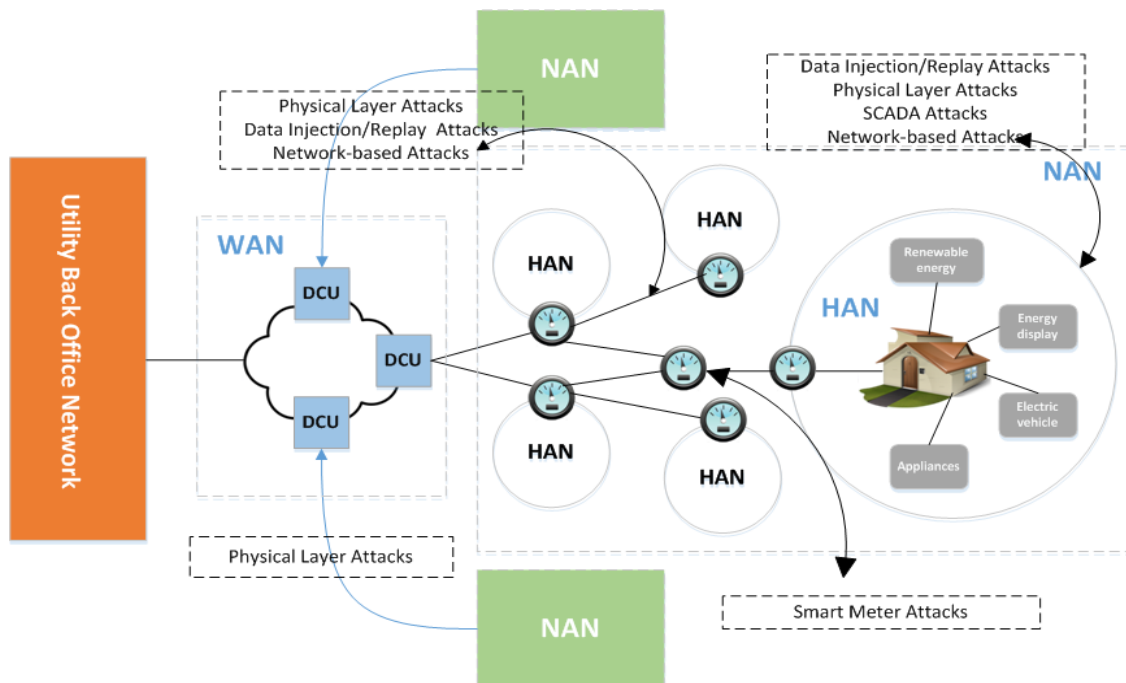 NAN
Data Injection/Replay Attacks
Physical Layer Attacks
SCADA Attacks
Network-based Attacks
Physical Layer Attacks
Data Injection/Replay Attacks
Network-based Attacks
NAN
Utility Back Office Network
WAN
HAN
HAN
Renewable
energy
DCU
HAN
Energy
display
DCU
Electric
vehicle
DCU
HAN
HAN
Appliances
Physical Layer Attacks
Smart Meter Attacks
NAN